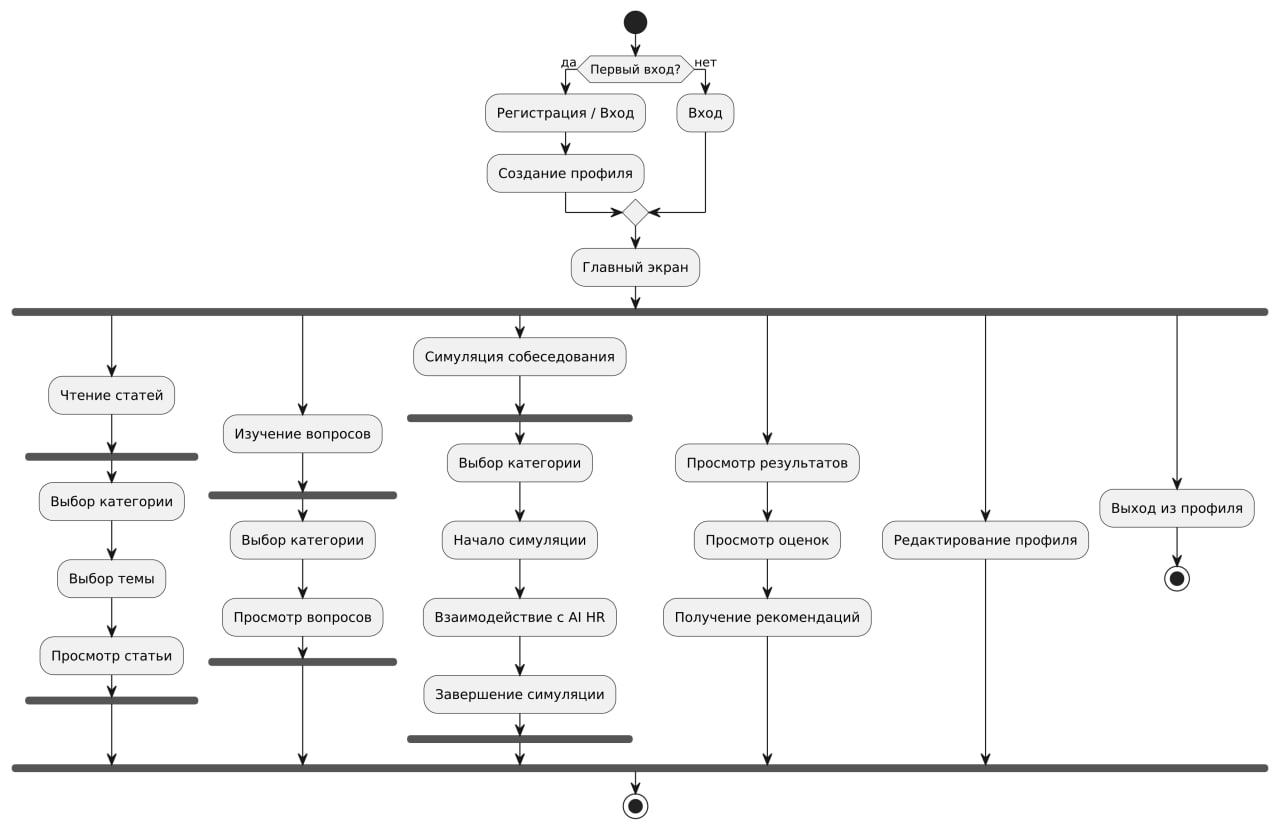 да
Первый вход?
нет
Регистрация / Вход
Вход
Создание профиля
Главный экран
Чтение статей
Выбор категории
Выбор темы
Просмотр статьи
Изучение вопросов
Выбор категории
Просмотр вопросов
Симуляция собеседования
Выбор категории
Начало симуляции
Взаимодействие с AI HR
Завершение симуляции
Просмотр результатов
Просмотр оценок
Получение рекомендаций
Редактирование профиля
Выход из профиля